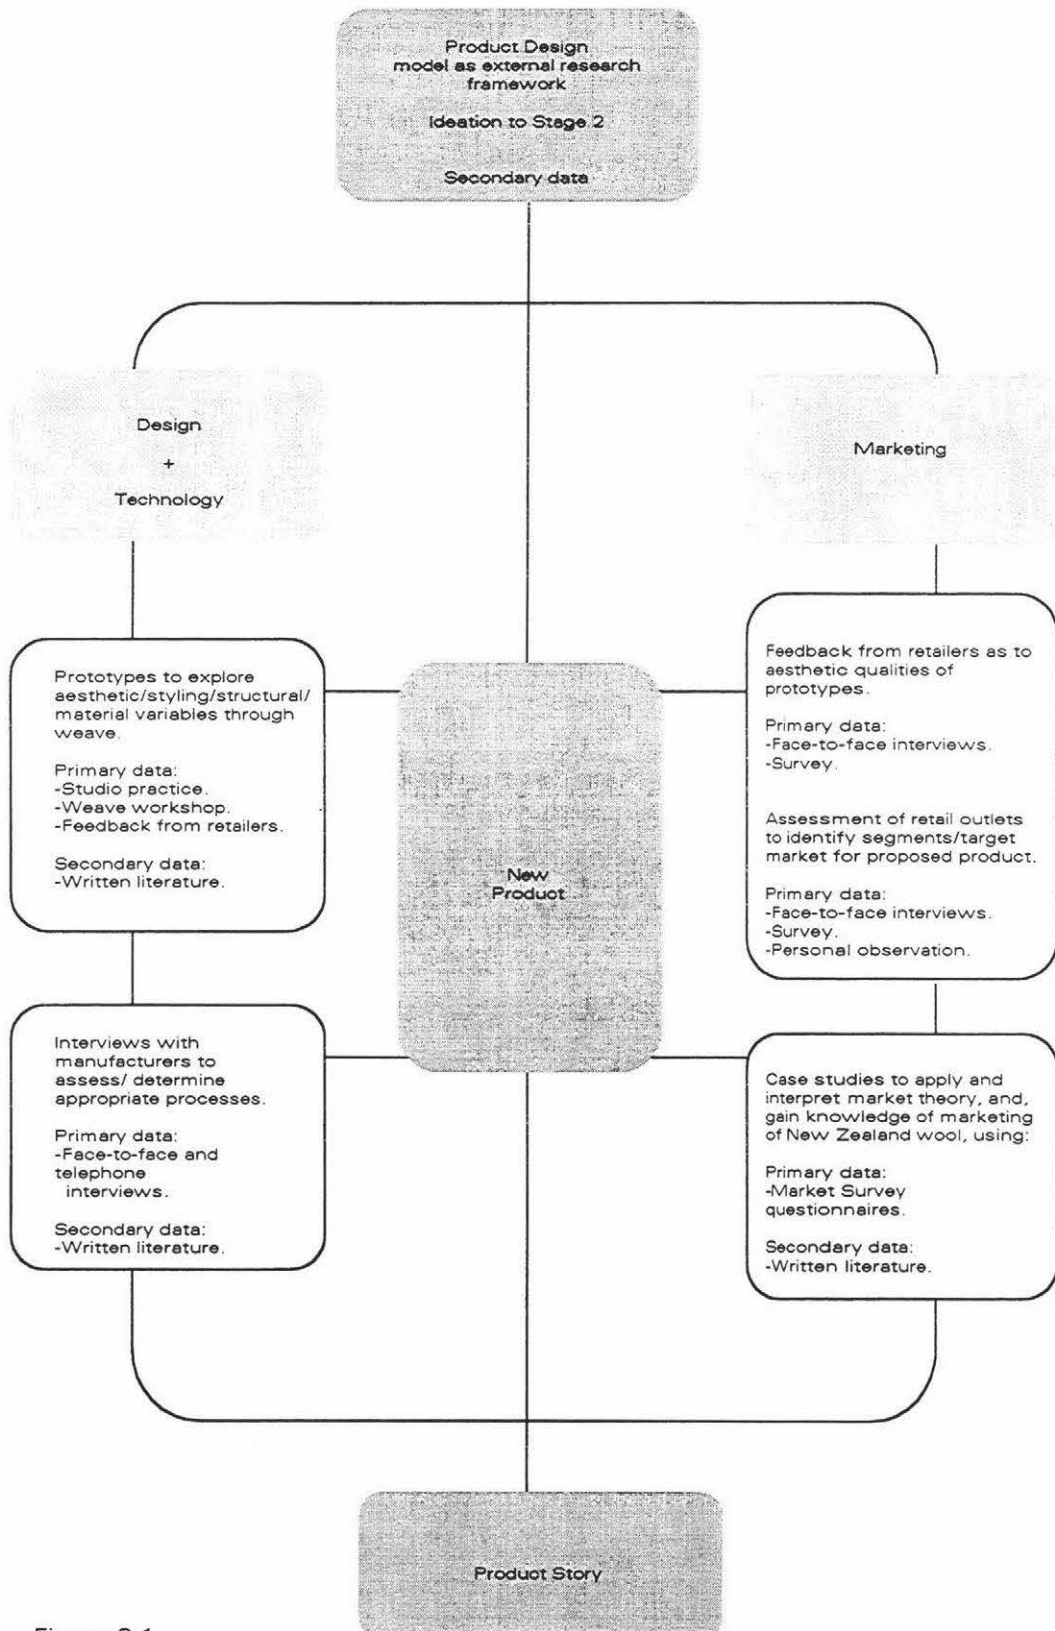 Product Design
model as external research
framework
Ideation to Stage 2
Secondary data
Design
+
Technology
Marketing
Prototypes to explore
aesthetic/styling/structural/
material variables through
weave.
Primary data:
-Studio practice.
-Weave workshop.
-Feedback from retailers.
Secondary data:
-Written literature.
New
Product
Feedback from retailers as to
aesthetic qualities of
prototypes.
Primary data:
-Face-to-face interviews.
-Survey.
Assessment of retail outlets
to identify segments/target
market for proposed product.
Primary data:
-Face-to-face interviews.
-Survey.
-Personal observation.
Interviews with
manufacturers to
assess/ determine
appropriate processes.
Primary data:
-Face-to-face and
telephone
interviews.
Secondary data:
-Written literature.
Case studies to apply and
interpret market theory, and,
gain knowledge of marketing
of New Zealand wool, using:
Primary data:
-Market Survey
questionnaires.
Secondary data:
-Written literature.
Product Story